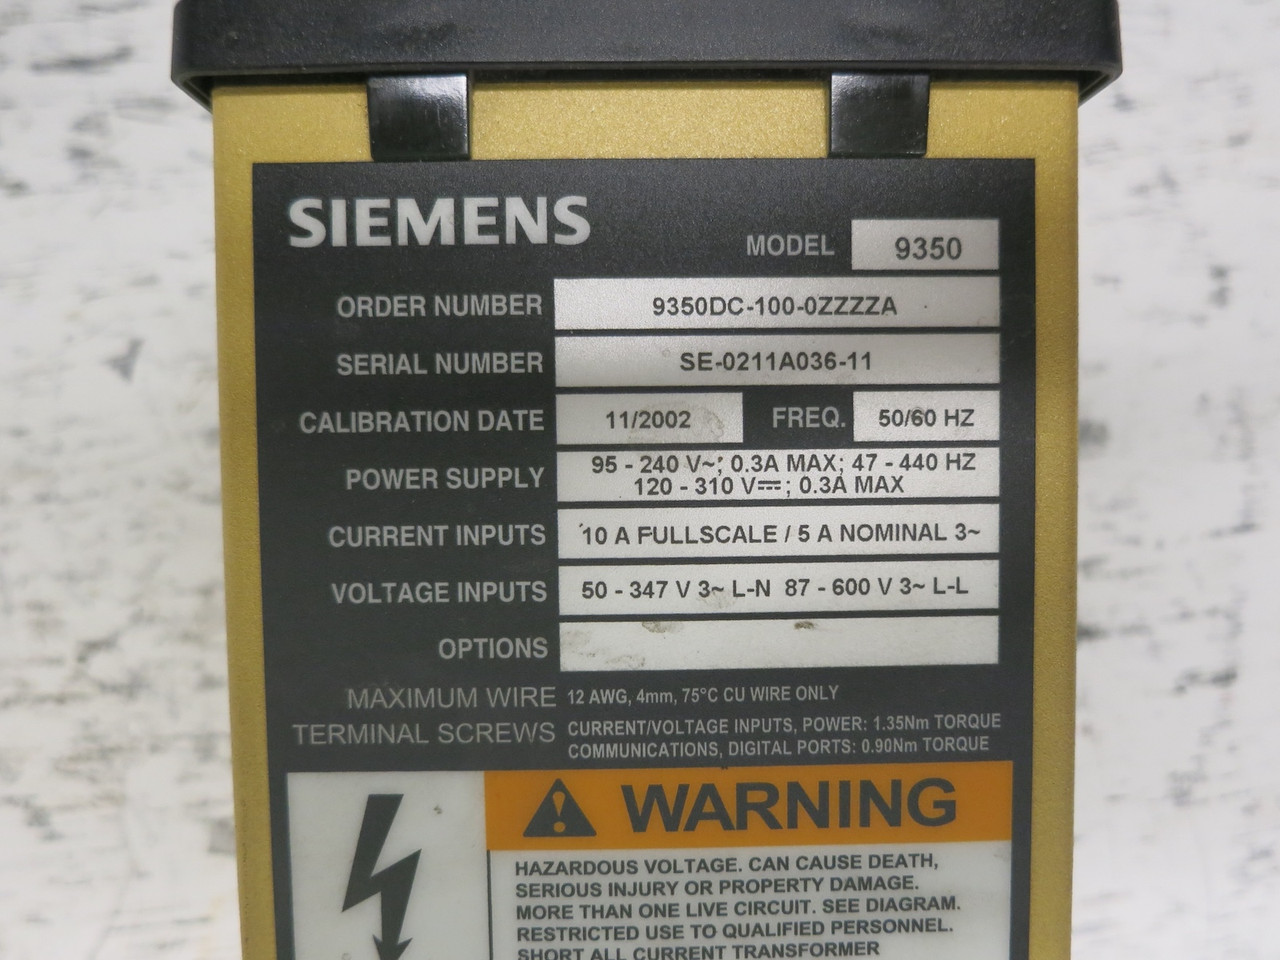 SIEMENS
MODEL 9350
ORDER NUMBER 9350DC-100-0ZZZZA
SERIAL NUMBER SE-0211A036-11
CALIBRATION DATE 11/2002 FREQ. 50/60 HZ
POWER SUPPLY 95 - 240 V~; 0.3A MAX; 47 - 440 HZ
120 - 310 V⎓; 0.3A MAX
CURRENT INPUTS 10 A FULLSCALE / 5 A NOMINAL 3~
VOLTAGE INPUTS 50 - 347 V 3~ L-N 87 - 600 V 3~ L-L
OPTIONS
MAXIMUM WIRE 12 AWG, 4mm, 75°C CU WIRE ONLY
TERMINAL SCREWS CURRENT/VOLTAGE INPUTS, POWER: 1.35Nm TORQUE
COMMUNICATIONS, DIGITAL PORTS: 0.90Nm TORQUE
WARNING
HAZARDOUS VOLTAGE. CAN CAUSE DEATH,
SERIOUS INJURY OR PROPERTY DAMAGE.
MORE THAN ONE LIVE CIRCUIT. SEE DIAGRAM.
RESTRICTED USE TO QUALIFIED PERSONNEL.
SHORT ALL CURRENT TRANSFORMER